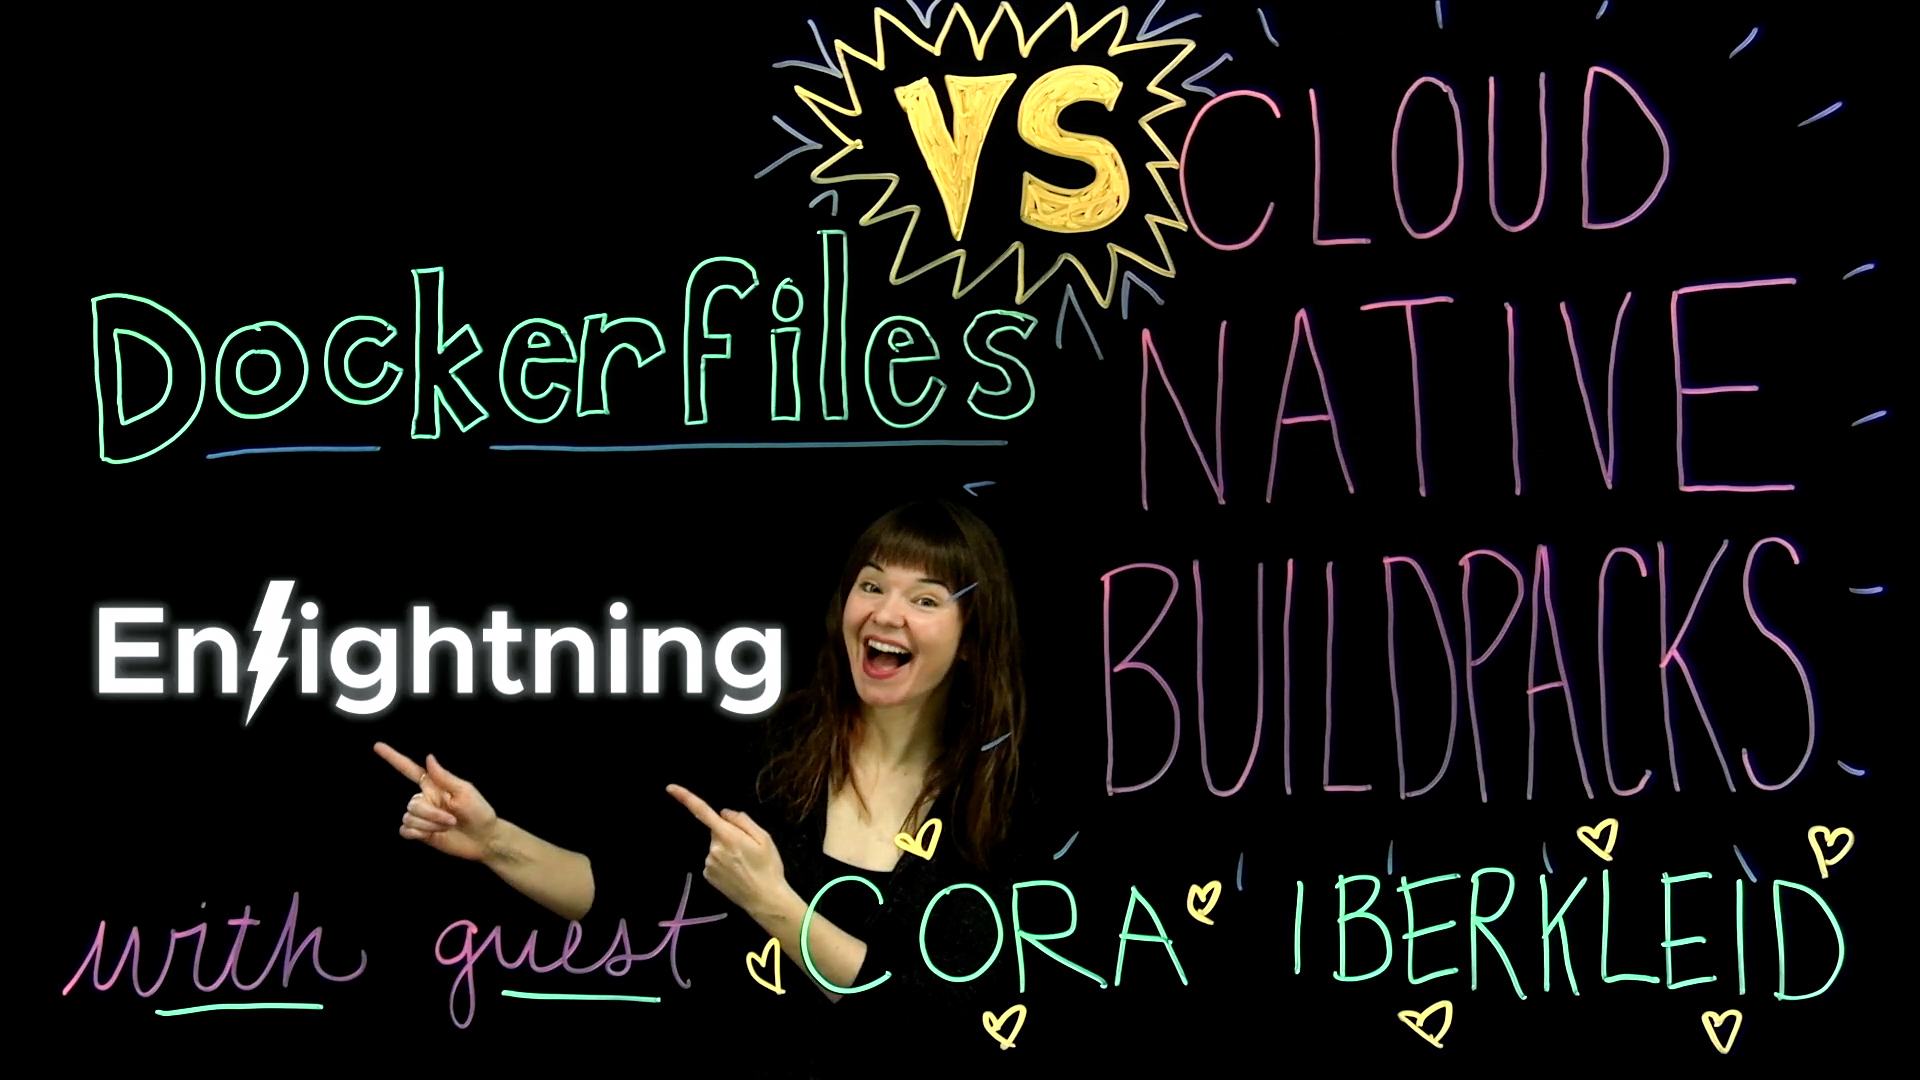 Dockerfiles
VS
CLOUD
NATIVE
BUILDPACKS
Enlightning
with guest CORA IBERKLEID